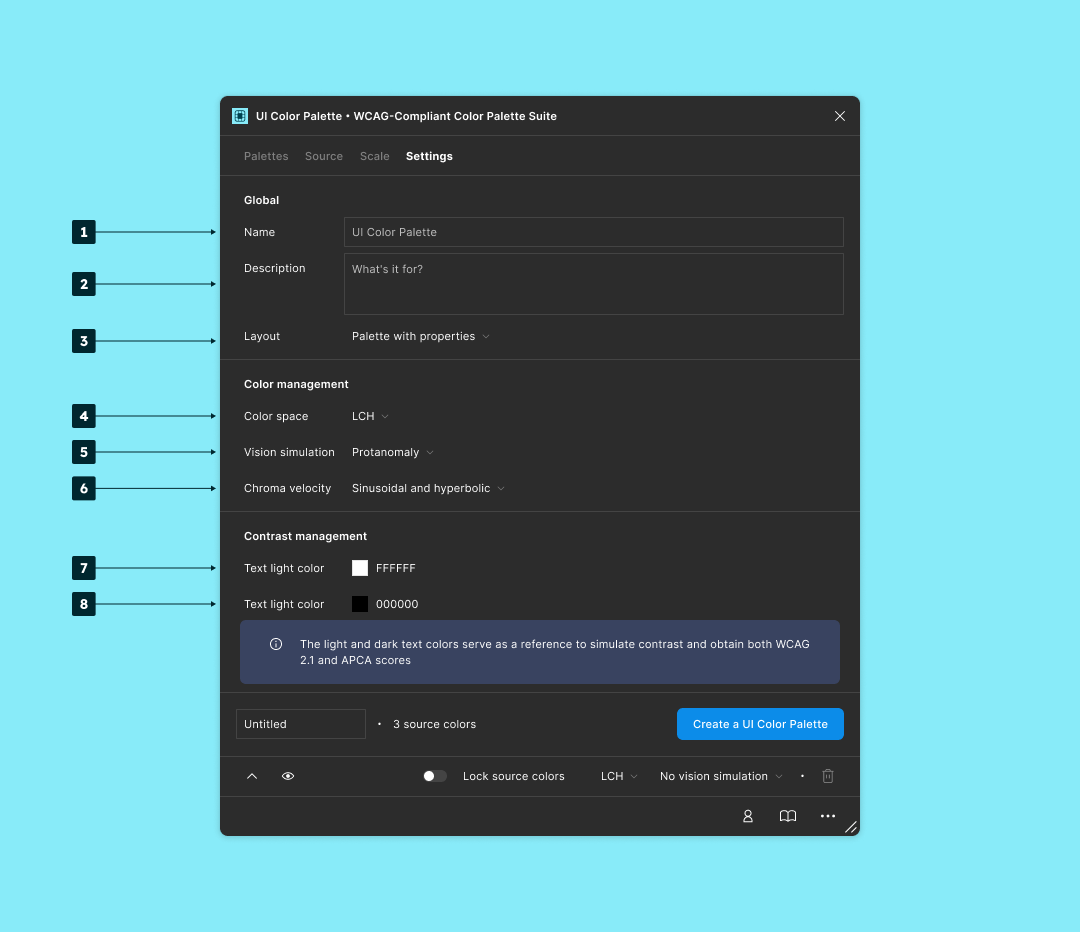 UI Color Palette • WCAG-Compliant Color Palette Suite
Palettes Source Scale Settings
Global
1 Name UI Color Palette
2 Description What's it for?
3 Layout Palette with properties
Color management
4 Color space LCH
5 Vision simulation Protanomaly
6 Chroma velocity Sinusoidal and hyperbolic
Contrast management
7 Text light color FFFFFF
8 Text light color 000000
The light and dark text colors serve as a reference to simulate contrast and obtain both WCAG
2.1 and APCA scores
Untitled • 3 source colors Create a UI Color Palette
Lock source colors LCH No vision simulation •